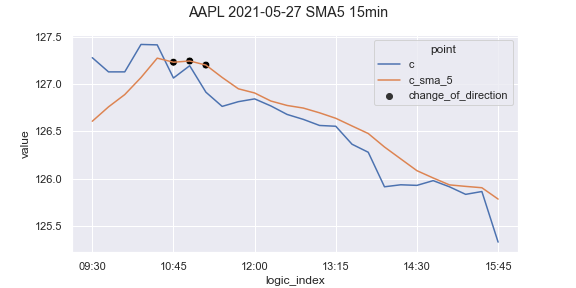 AAPL 2021-05-27 SMA5 15min
127.5
127.0
126.5
126.0
125.5
value
point
c
c_sma_5
change_of_direction
09:30 10:45 12:00 13:15 14:30 15:45
logic_index